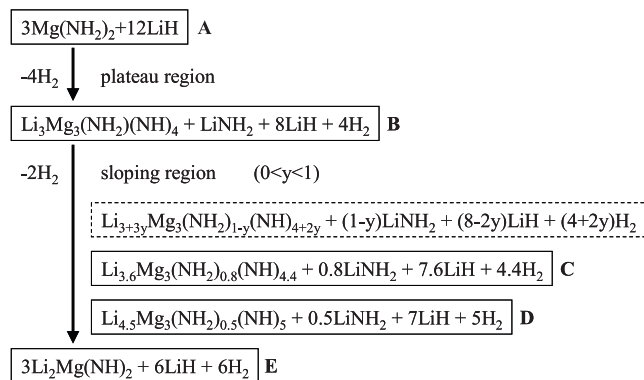 3Mg(NH₂)₂+12LiH A
-4H₂ plateau region
Li₃Mg₃(NH₂)(NH)₄ + LiNH₂ + 8LiH + 4H₂ B
-2H₂ sloping region (0<y<1)
Li₃₊₃yMg₃(NH₂)₁₋y(NH)₄₊₂y + (1-y)LiNH₂ + (8-2y)LiH + (4+2y)H₂
Li₃.₆Mg₃(NH₂)₀.₈(NH)₄.₄ + 0.8LiNH₂ + 7.6LiH + 4.4H₂ C
Li₄.₅Mg₃(NH₂)₀.₅(NH)₅ + 0.5LiNH₂ + 7LiH + 5H₂ D
3Li₂Mg(NH)₂ + 6LiH + 6H₂ E